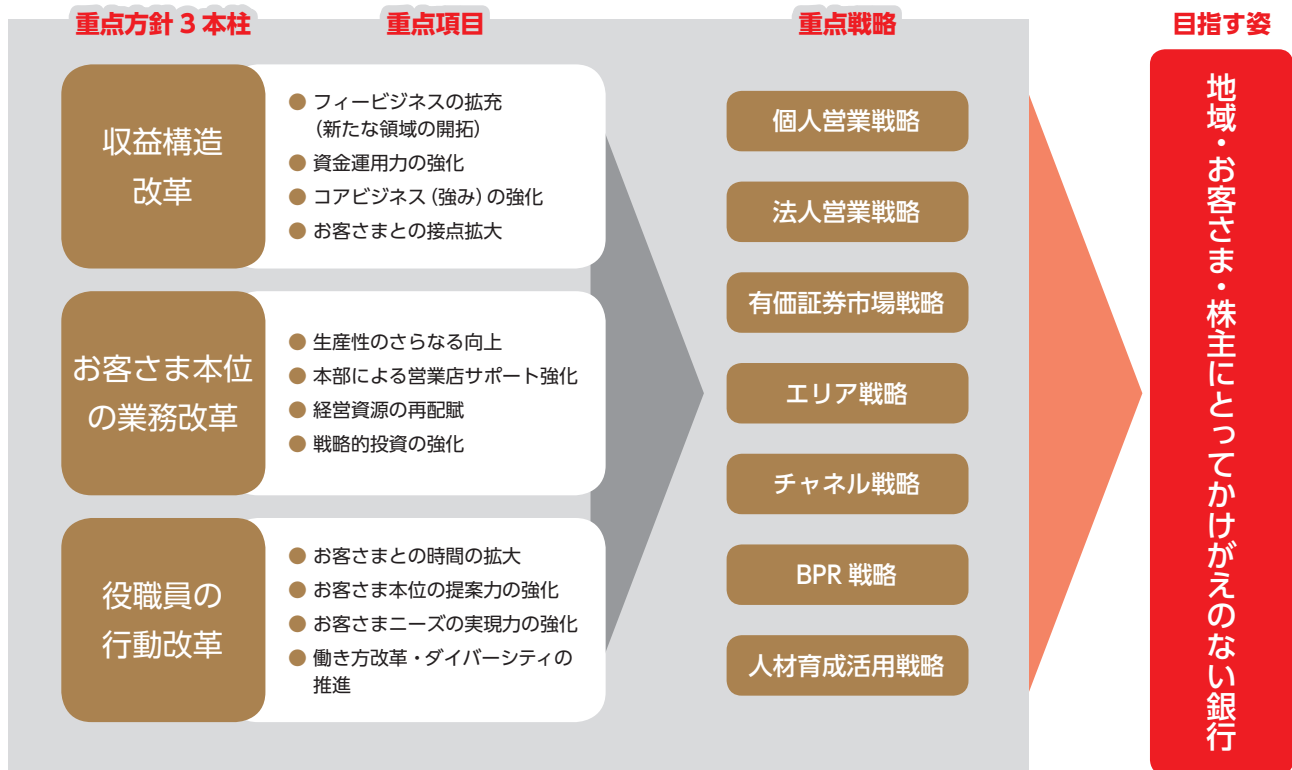 重点方針 3 本柱
重点項目
重点戦略
目指す姿
収益構造
改革
● フィービジネスの拡充
(新たな領域の開拓)
● 資金運用力の強化
● コアビジネス (強み) の強化
● お客さまとの接点拡大
お客さま本位
の業務改革
● 生産性のさらなる向上
● 本部による営業店サポート強化
● 経営資源の再配賦
● 戦略的投資の強化
役職員の
行動改革
● お客さまとの時間の拡大
● お客さま本位の提案力の強化
● お客さまニーズの実現力の強化
● 働き方改革・ダイバーシティの
推進
個人営業戦略
法人営業戦略
有価証券市場戦略
エリア戦略
チャネル戦略
BPR 戦略
人材育成活用戦略
地域・お客さま・株主にとってかけがえのない銀行